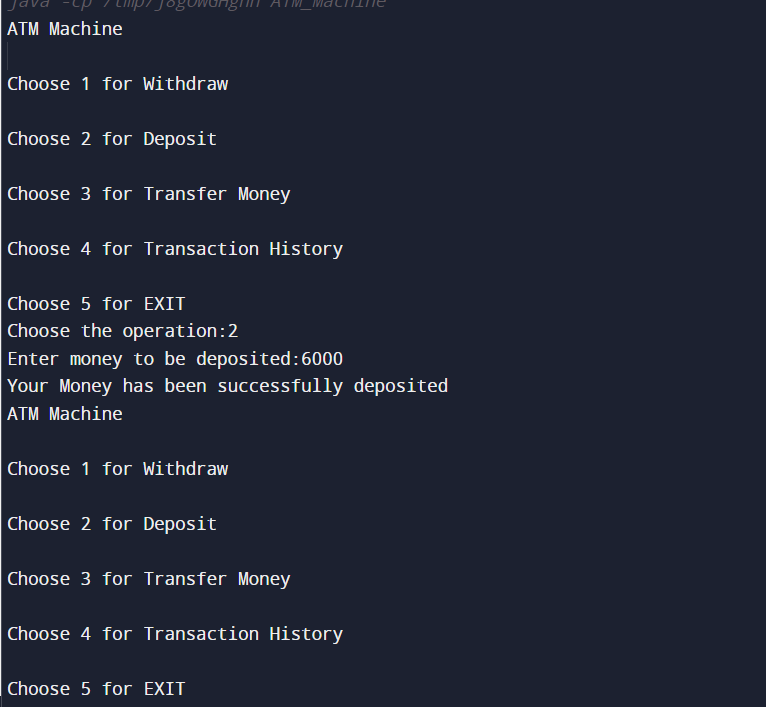 java -cp /tmp/
ATM_Machine
ATM Machine
Choose 1 for Withdraw
Choose 2 for Deposit
Choose 3 for Transfer Money
Choose 4 for Transaction History
Choose 5 for EXIT
Choose the operation:2
Enter money to be deposited:6000
Your Money has been successfully deposited
ATM Machine
Choose 1 for Withdraw
Choose 2 for Deposit
Choose 3 for Transfer Money
Choose 4 for Transaction History
Choose 5 for EXIT